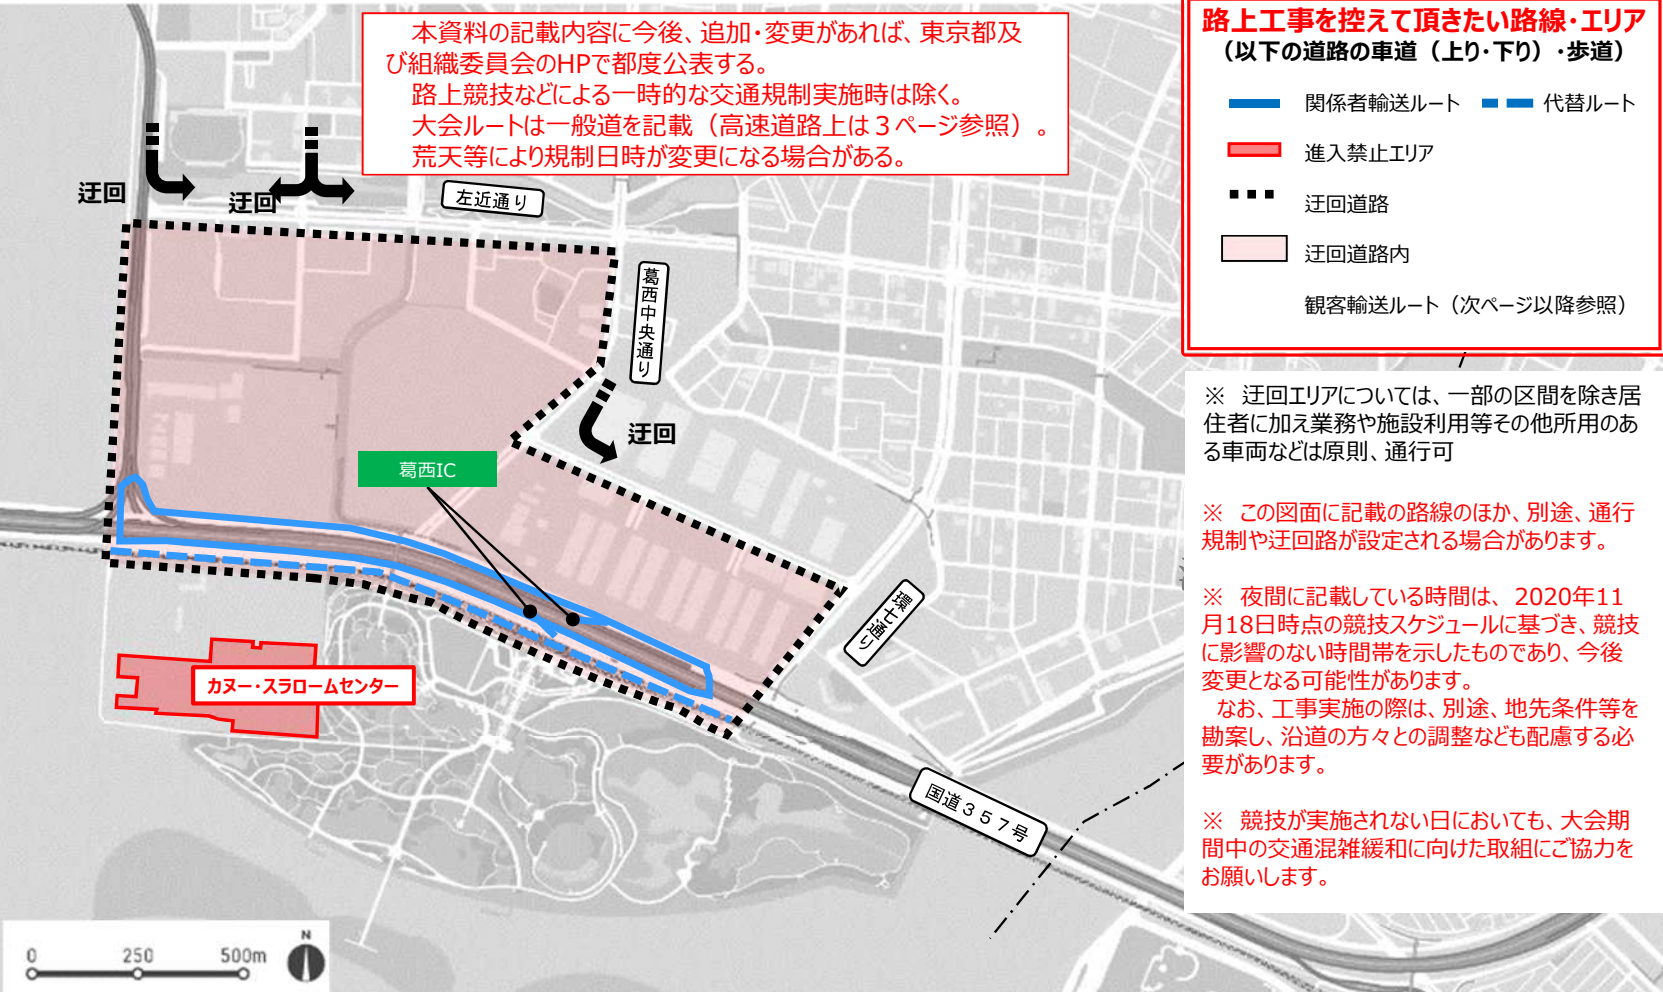 本資料の記載内容に今後、追加・変更があれば、東京都及
び組織委員会のHPで都度公表する。
路上競技などによる一時的な交通規制実施時は除く。
大会ルートは一般道を記載（高速道路上は３ページ参照）。
荒天等により規制日時が変更になる場合がある。
路上工事を控えて頂きたい路線・エリア
（以下の道路の車道（上り・下り）・歩道）
関係者輸送ルート
代替ルート
進入禁止エリア
迂回道路
迂回道路内
観客輸送ルート（次ページ以降参照）
迂回
迂回
左近通り
葛西中央通り
迂回
葛西IC
環七通り
カヌー・スラロームセンター
国道３５７号
※　迂回エリアについては、一部の区間を除き居
住者に加え業務や施設利用等その他所用のあ
る車両などは原則、通行可
※　この図面に記載の路線のほか、別途、通行
規制や迂回路が設定される場合があります。
※　夜間に記載している時間は、2020年11
月18日時点の競技スケジュールに基づき、競技
に影響のない時間帯を示したものであり、今後
変更となる可能性があります。
なお、工事実施の際は、別途、地先条件等を
勘案し、沿道の方々との調整なども配慮する必
要があります。
※　競技が実施されない日においても、大会期
間中の交通混雑緩和に向けた取組にご協力を
お願いします。
0 250 500m
N